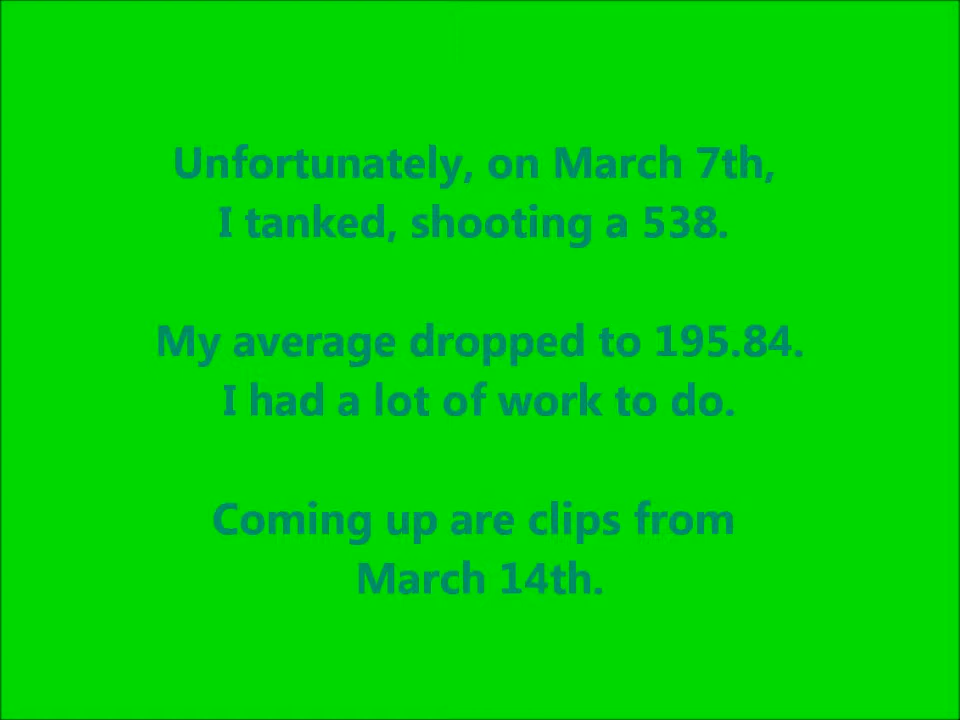 Unfortunately, on March 7th,
I tanked, shooting a 538.
My average dropped to 195.84.
I had a lot of work to do.
Coming up are clips from
March 14th.